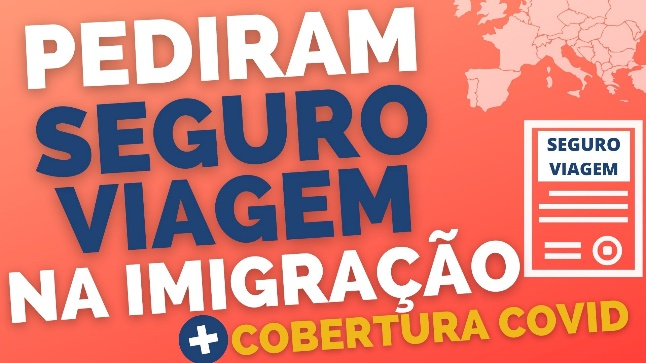 PEDIRAM
SEGURO
VIAGEM
NA IMIGRAÇÃO
+ COBERTURA COVID
SEGURO
VIAGEM